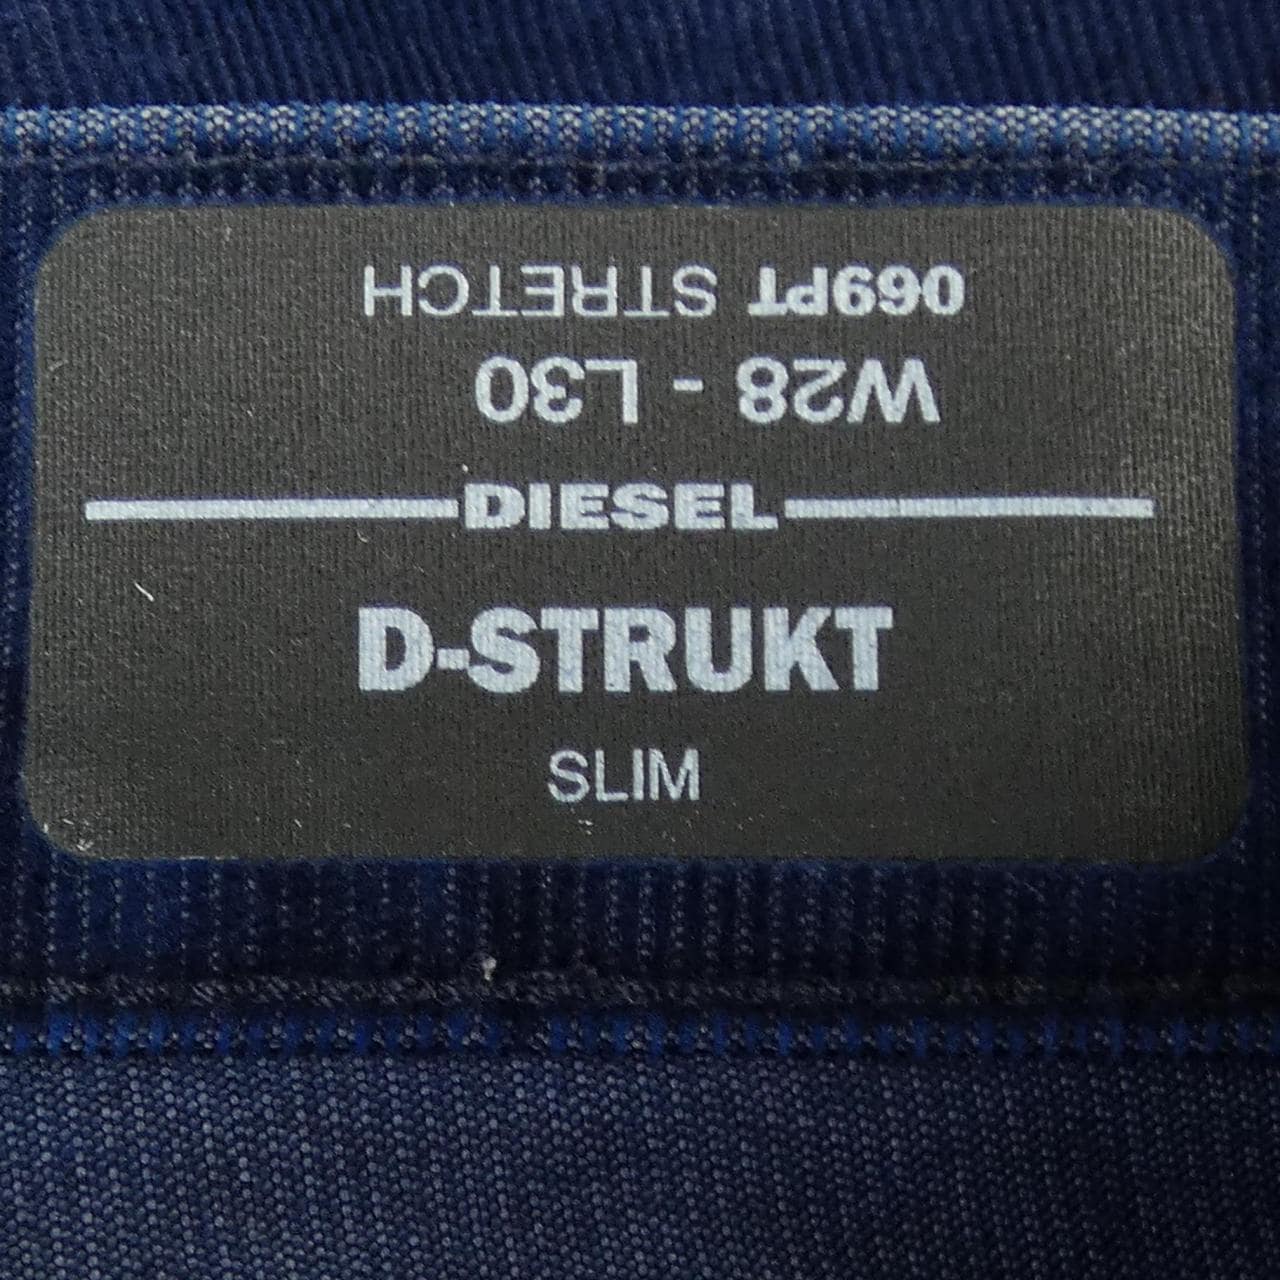 069PT STRETCH
W28 - L30
DIESEL
D-STRUKT
SLIM